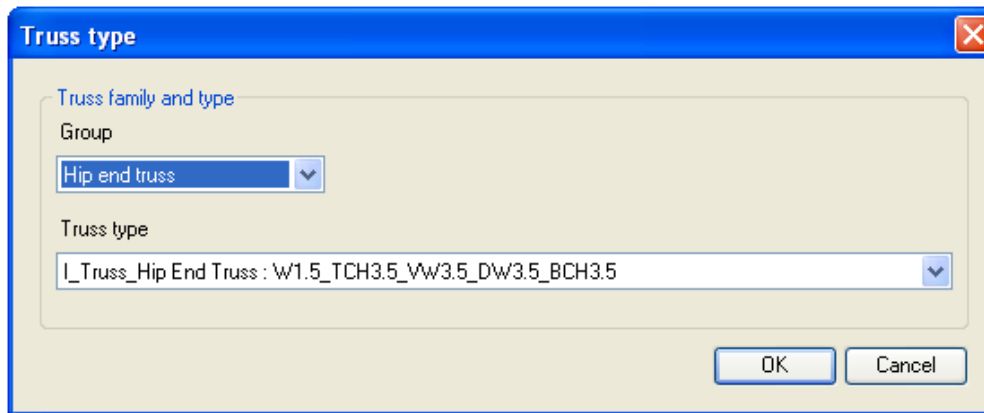 Truss type
Truss family and type
Group
Hip end truss
Truss type
I_Truss_Hip End Truss : W1.5_TCH3.5_VW3.5_DW3.5_BCH3.5
OK Cancel